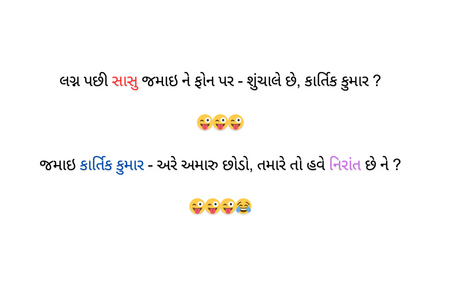 લગ્ન પછી સાસુ જમાઇ ને ફોન પર - શુંચાલે છે, કાર્તિક કુમાર ?
😜😜😜
જમાઇ કાર્તિક કુમાર - અરે અમારુ છોડો, તમારે તો હવે નિરાંત છે ને ?
😜😜😜😂